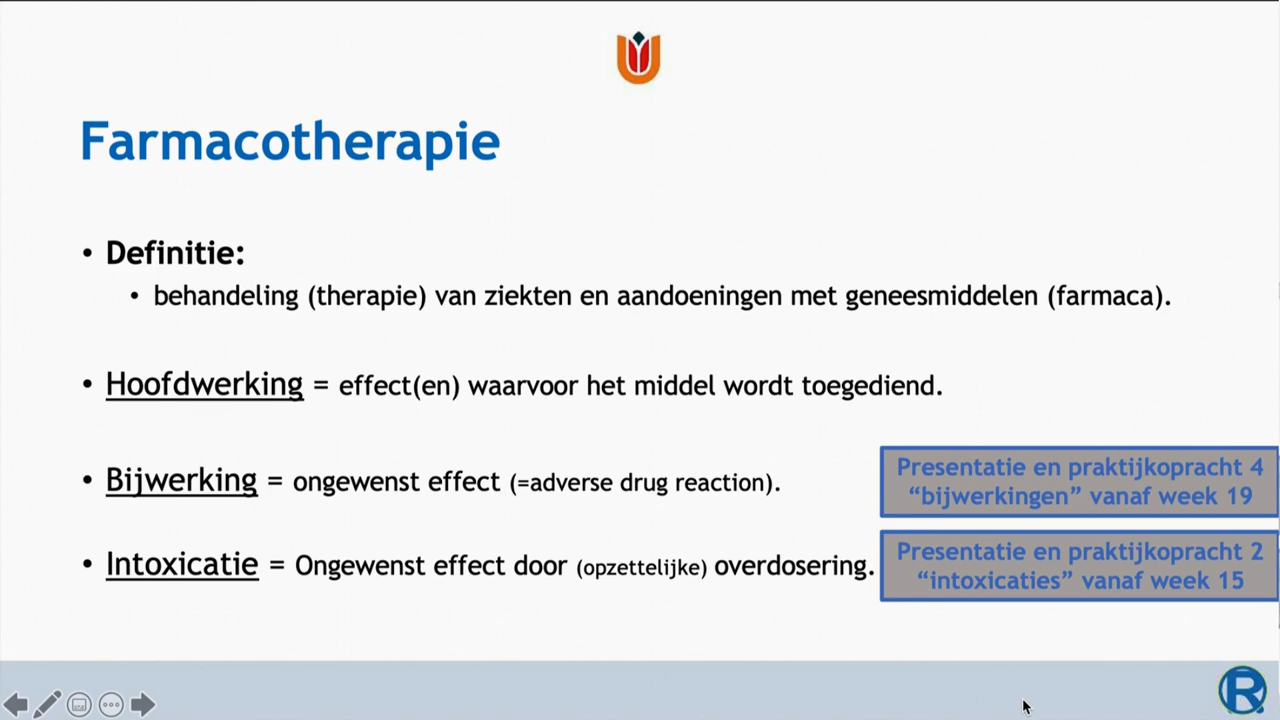 Farmacotherapie
• Definitie:
• behandeling (therapie) van ziekten en aandoeningen met geneesmiddelen (farmaca).
• Hoofdwerking = effect(en) waarvoor het middel wordt toegediend.
• Bijwerking = ongewenst effect (=adverse drug reaction).
Presentatie en praktijkopracht 4
“bijwerkingen” vanaf week 19
• Intoxicatie = Ongewenst effect door (opzettelijke) overdosering.
Presentatie en praktijkopracht 2
“intoxicaties” vanaf week 15
R